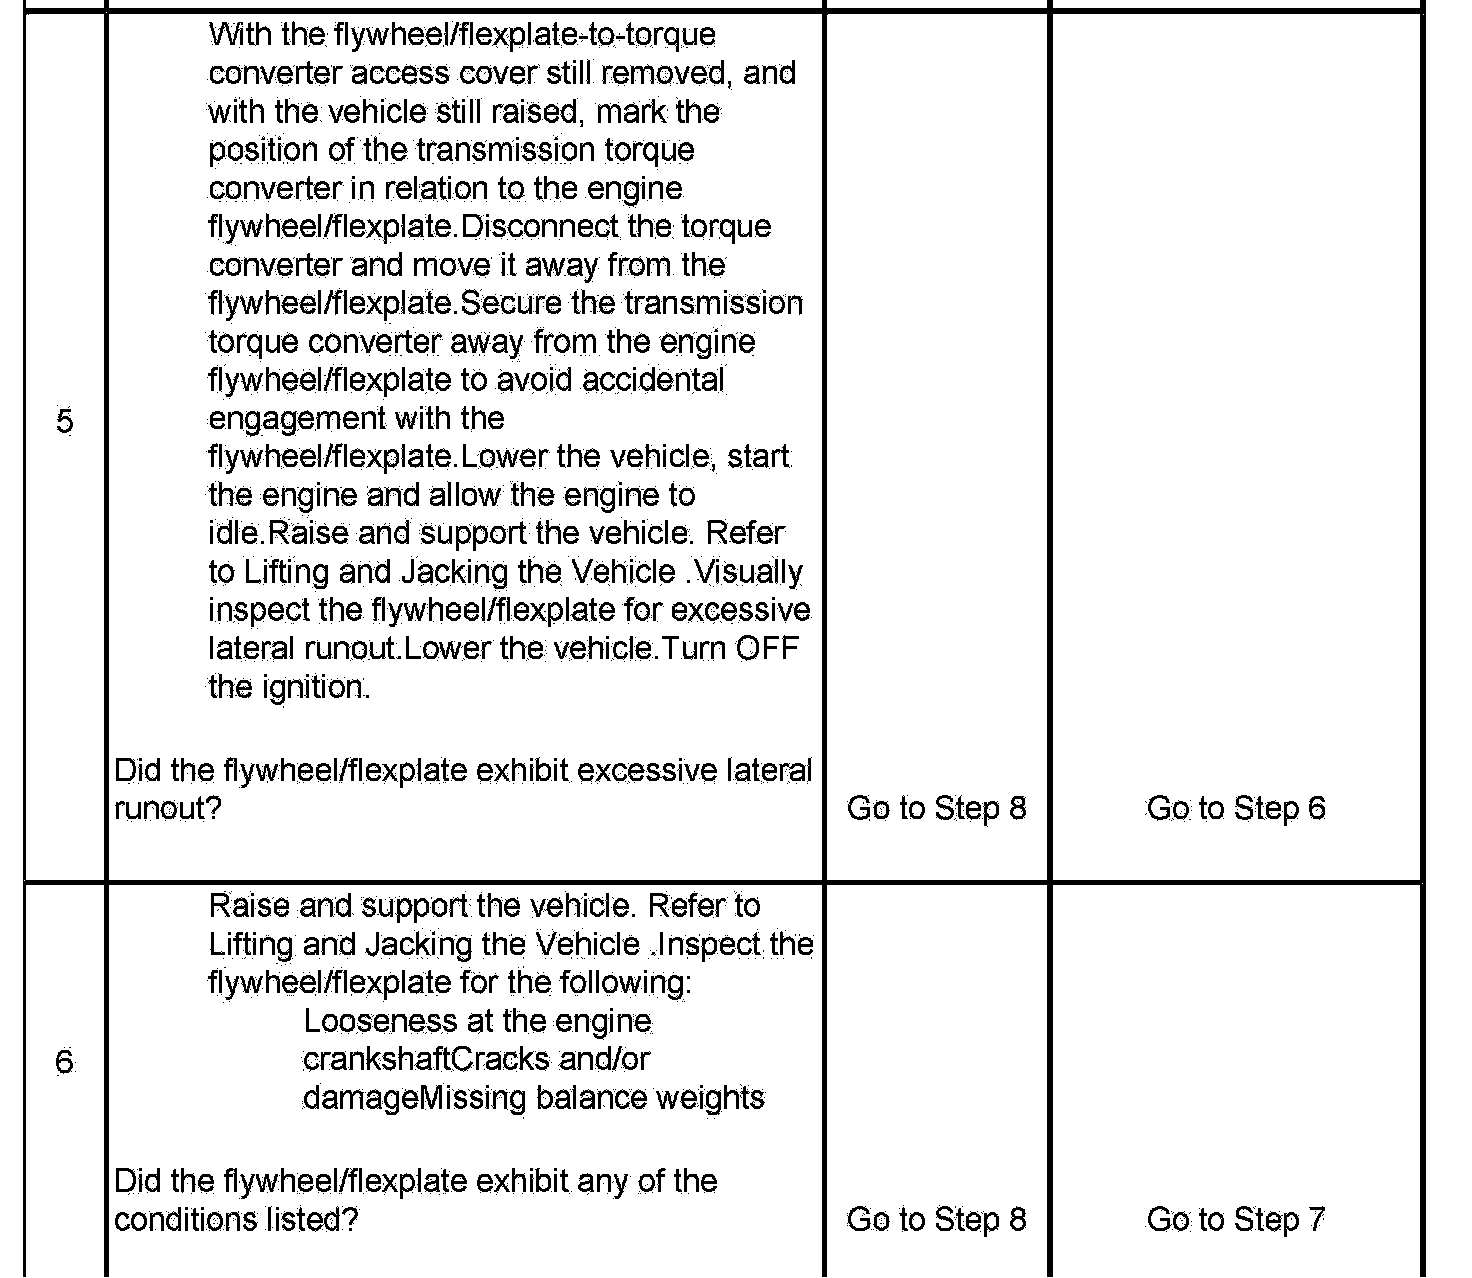 With the flywheel/flexplate-to-torque
converter access cover still removed, and
with the vehicle still raised, mark the
position of the transmission torque
converter in relation to the engine
flywheel/flexplate.Disconnect the torque
converter and move it away from the
flywheel/flexplate.Secure the transmission
torque converter away from the engine
flywheel/flexplate to avoid accidental
5
engagement with the
flywheel/flexplate.Lower the vehicle, start
the engine and allow the engine to
idle.Raise and support the vehicle. Refer
to Lifting and Jacking the Vehicle .Visually
inspect the flywheel/flexplate for excessive
lateral runout.Lower the vehicle.Turn OFF
the ignition.
Did the flywheel/flexplate exhibit excessive lateral
runout?
Go to Step 8
Go to Step 6
Raise and support the vehicle. Refer to
Lifting and Jacking the Vehicle .Inspect the
flywheel/flexplate for the following:
Looseness at the engine
6
crankshaftCracks and/or
damageMissing balance weights
Did the flywheel/flexplate exhibit any of the
conditions listed?
Go to Step 8
Go to Step 7